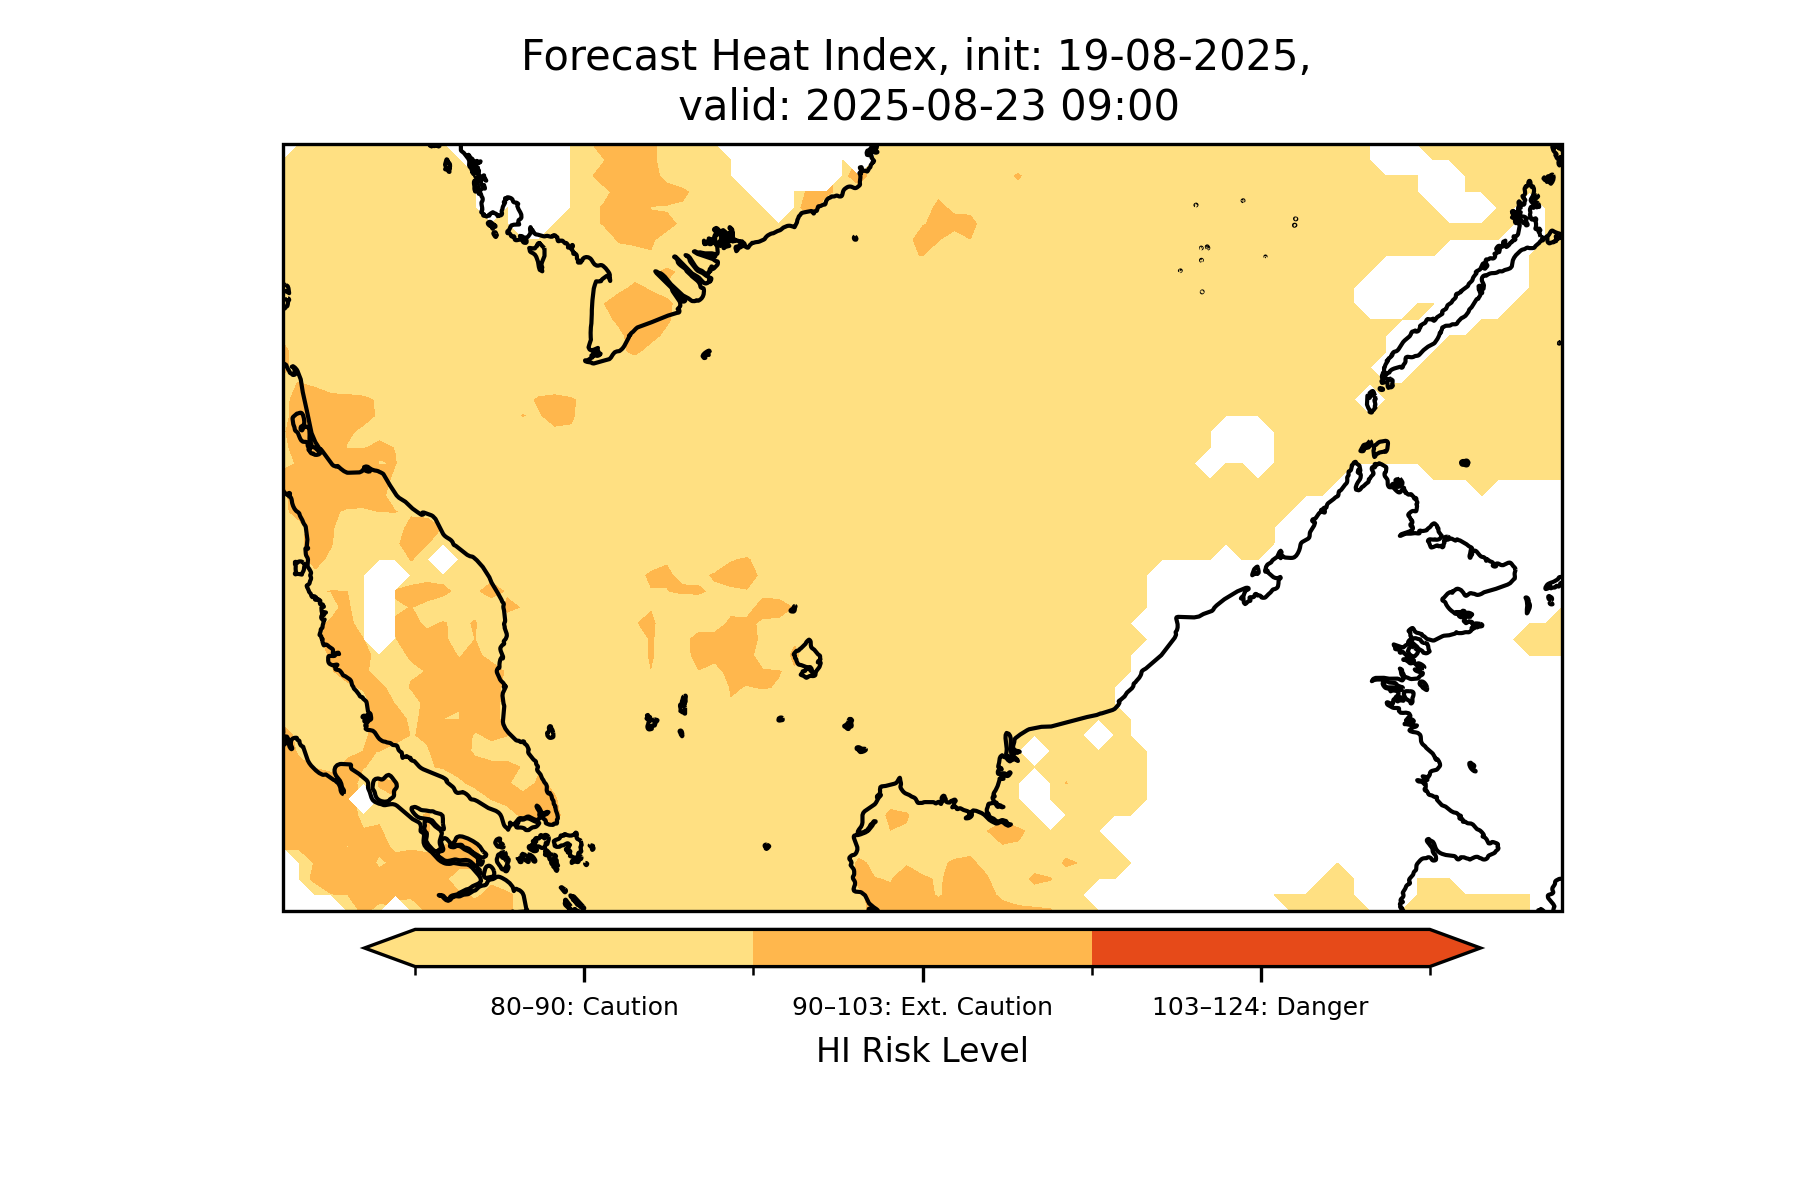 Forecast Heat Index, init: 19-08-2025,
valid: 2025-08-23 09:00
80–90: Caution
90–103: Ext. Caution
103–124: Danger
HI Risk Level